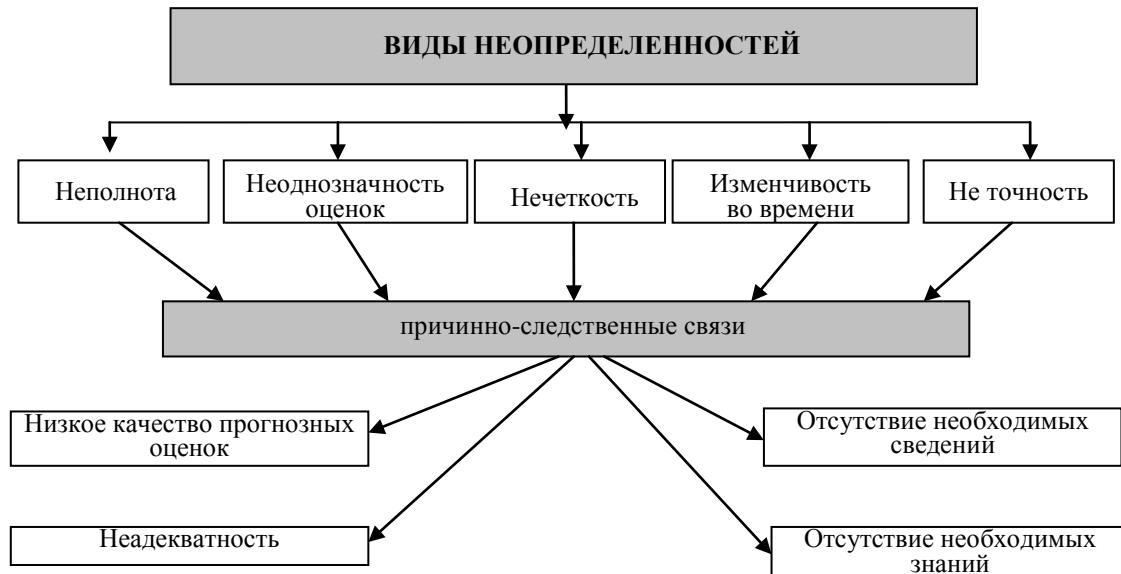 ВИДЫ НЕОПРЕДЕЛЕННОСТЕЙ
Неполнота
Неоднозначность
оценок
Нечеткость
Изменчивость
во времени
Не точность
причинно-следственные связи
Низкое качество прогнозных
оценок
Отсутствие необходимых
сведений
Неадекватность
Отсутствие необходимых
знаний